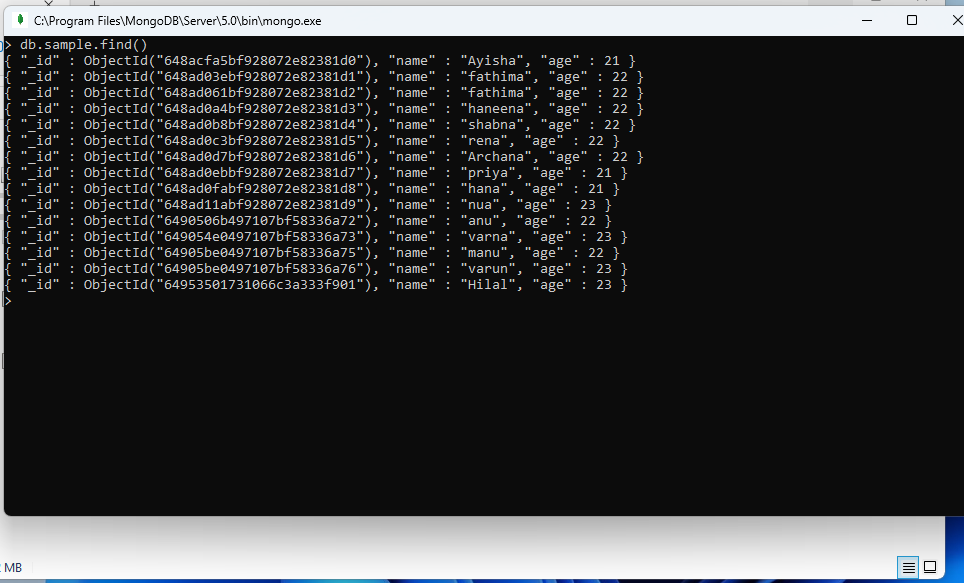 C:\Program Files\MongoDB\Server\5.0\bin\mongo.exe
> db.sample.find()
{ "_id" : ObjectId("648acfa5bf928072e82381d0"), "name" : "Ayisha", "age" : 21 }
{ "_id" : ObjectId("648ad03ebf928072e82381d1"), "name" : "fathima", "age" : 22 }
{ "_id" : ObjectId("648ad061bf928072e82381d2"), "name" : "fathima", "age" : 22 }
{ "_id" : ObjectId("648ad0a4bf928072e82381d3"), "name" : "haneena", "age" : 22 }
{ "_id" : ObjectId("648ad0b8bf928072e82381d4"), "name" : "shabna", "age" : 22 }
{ "_id" : ObjectId("648ad0c3bf928072e82381d5"), "name" : "rena", "age" : 22 }
{ "_id" : ObjectId("648ad0d7bf928072e82381d6"), "name" : "Archana", "age" : 22 }
{ "_id" : ObjectId("648ad0ebbf928072e82381d7"), "name" : "priya", "age" : 21 }
{ "_id" : ObjectId("648ad0fabf928072e82381d8"), "name" : "hana", "age" : 21 }
{ "_id" : ObjectId("648ad11abf928072e82381d9"), "name" : "nua", "age" : 23 }
{ "_id" : ObjectId("6490506b497107bf58336a72"), "name" : "anu", "age" : 22 }
{ "_id" : ObjectId("649054e0497107bf58336a73"), "name" : "varna", "age" : 23 }
{ "_id" : ObjectId("64905be0497107bf58336a75"), "name" : "manu", "age" : 22 }
{ "_id" : ObjectId("64905be0497107bf58336a76"), "name" : "varun", "age" : 23 }
{ "_id" : ObjectId("64953501731066c3a333f901"), "name" : "Hilal", "age" : 23 }
>
MB